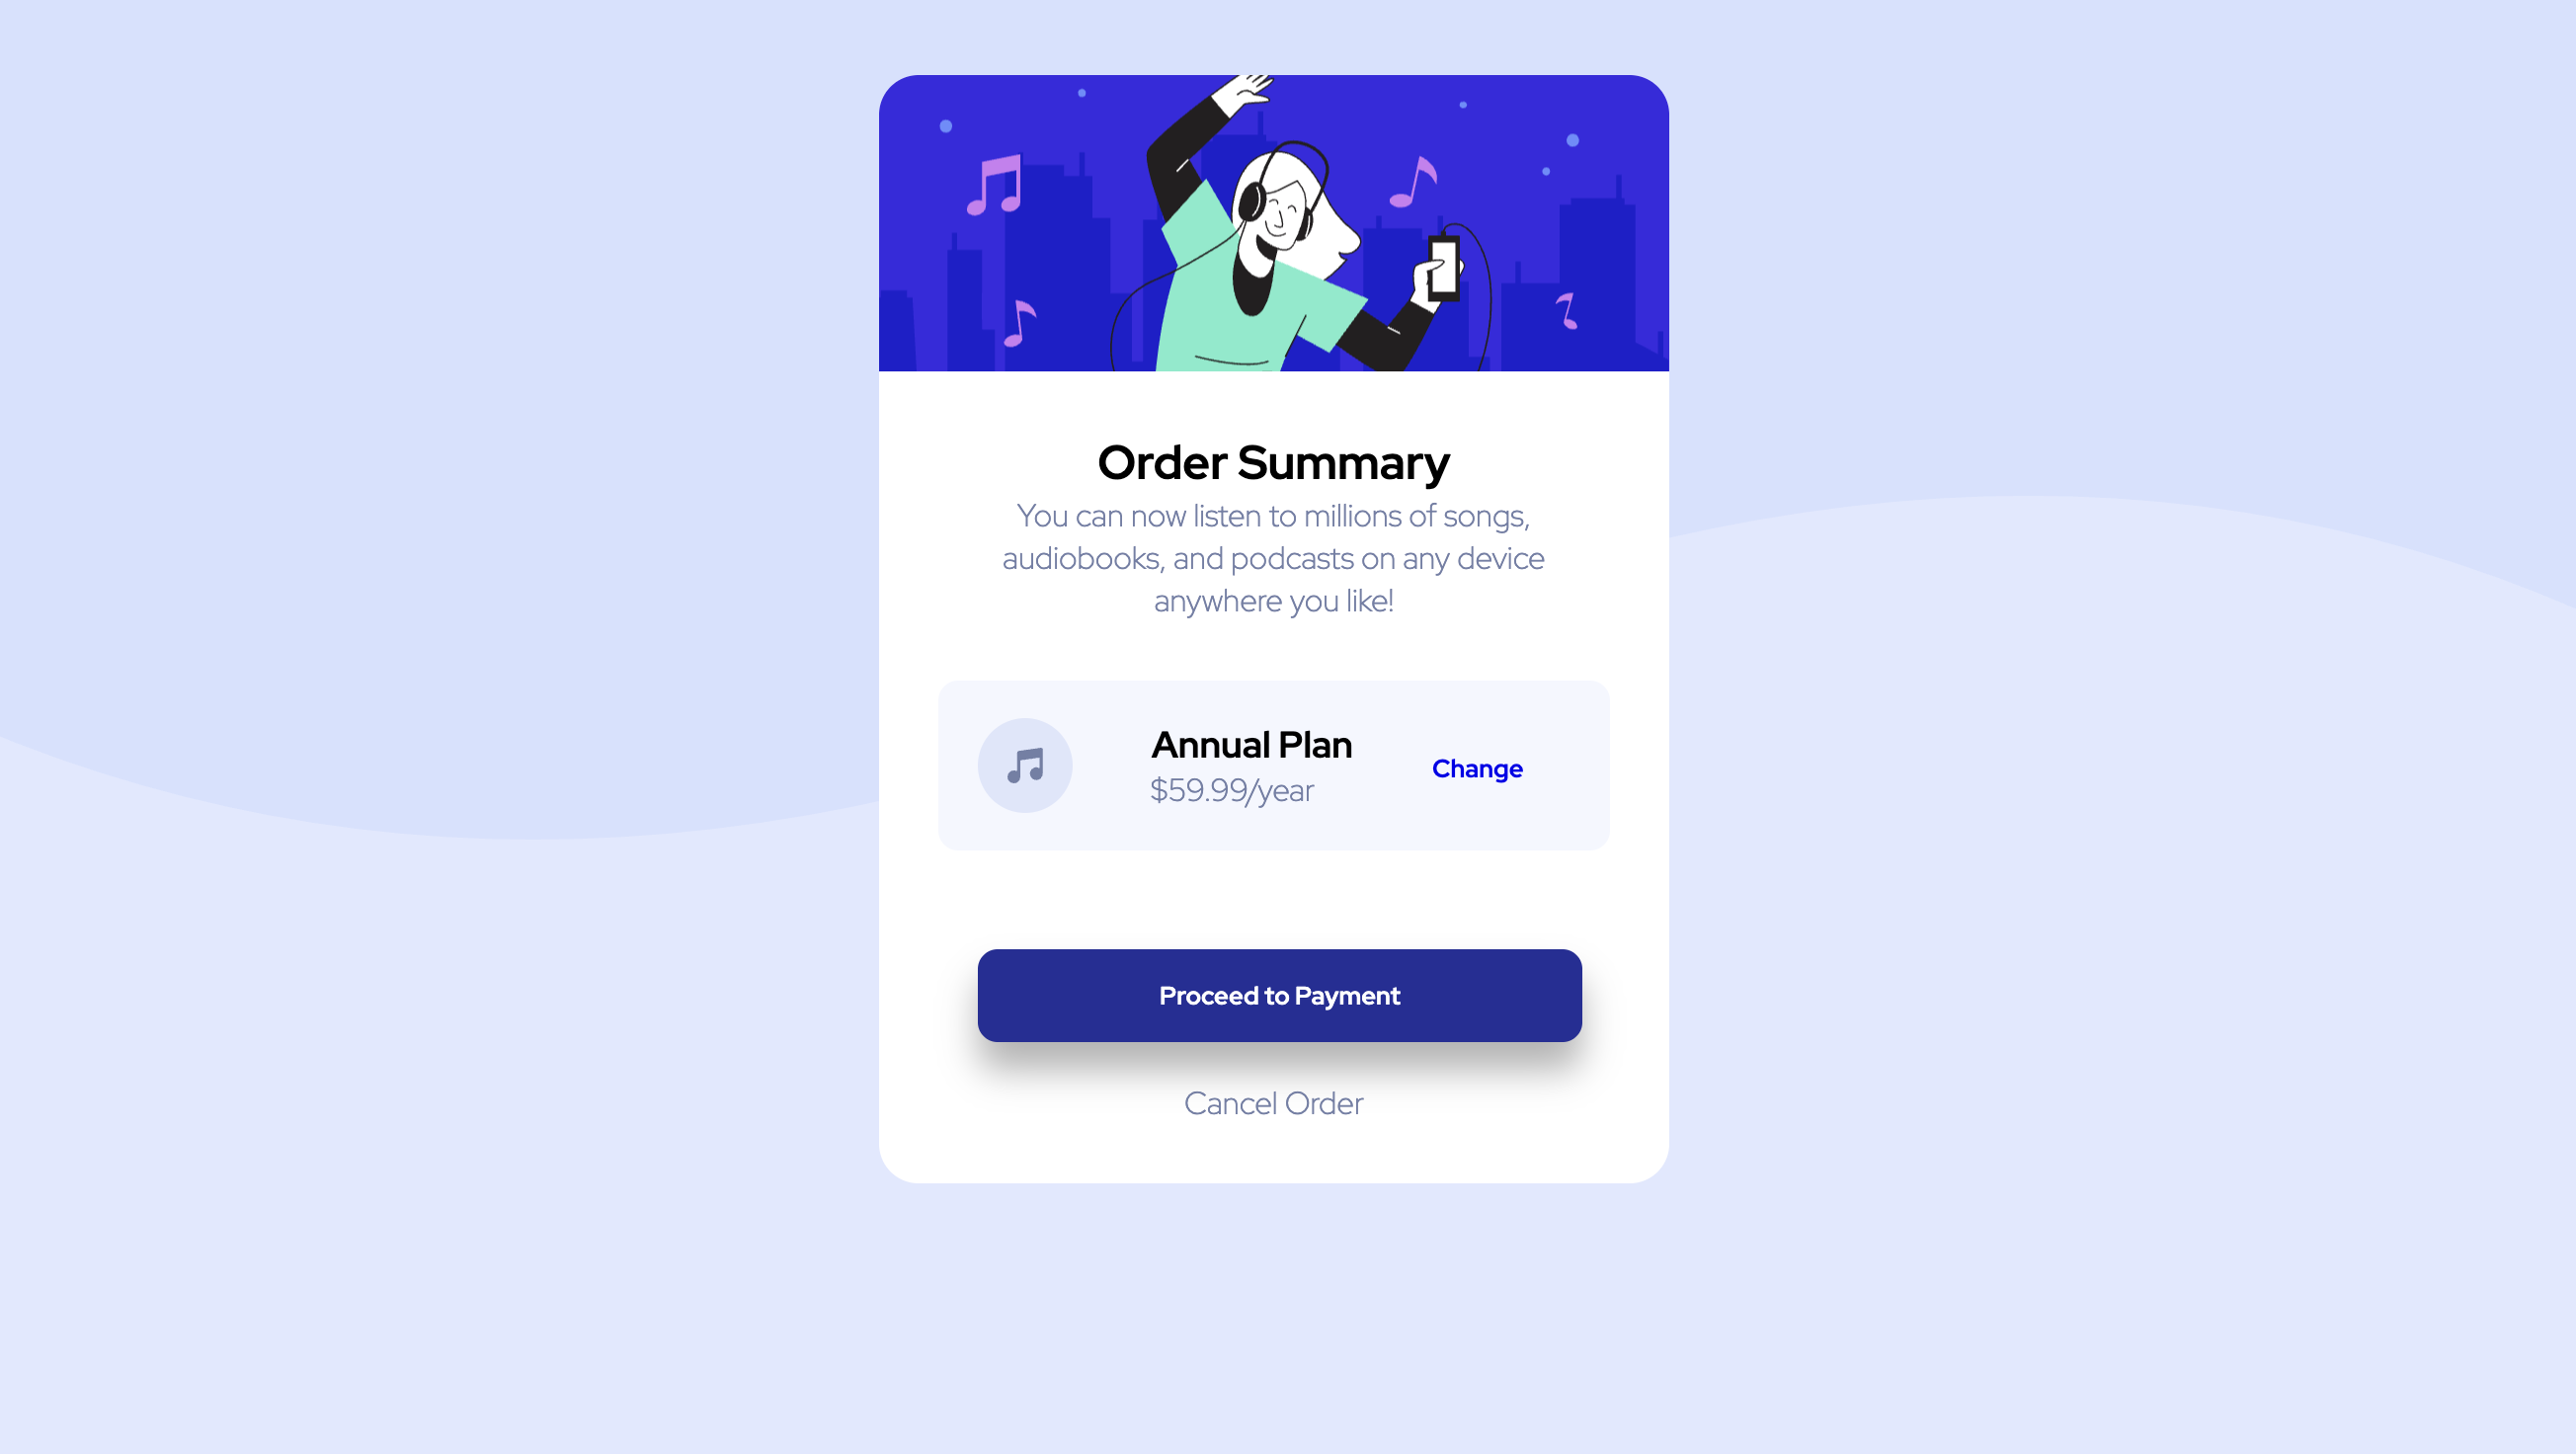 Order Summary
You can now listen to millions of songs,
audiobooks, and podcasts on any device
anywhere you like!
Annual Plan
$59.99/year
Change
Proceed to Payment
Cancel Order